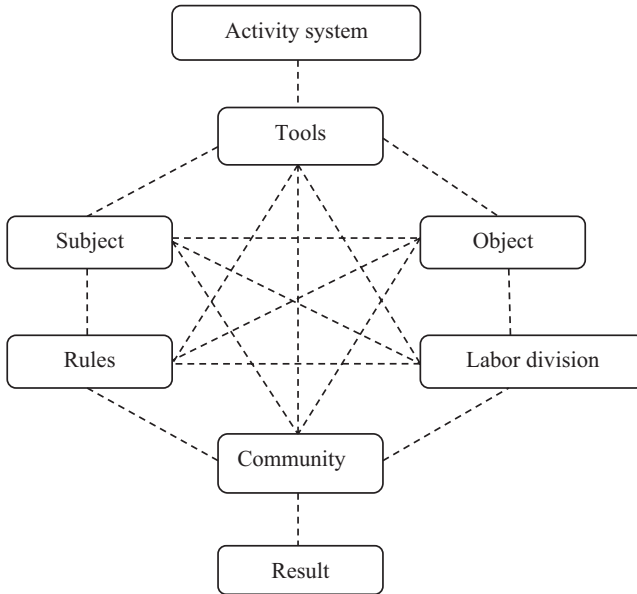 Activity system
Tools
Subject
Object
Rules
Labor division
Community
Result